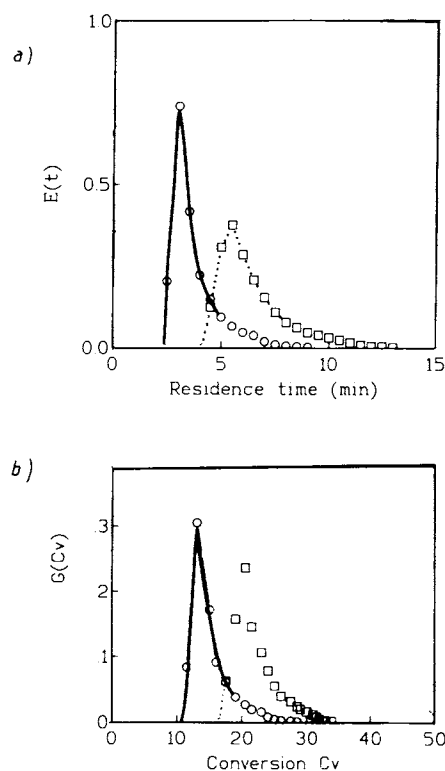 a)
1.0
0.5
0.0
E(t)
0 5 10 15
Residence time (min)
b)
.3
.2
.1
0
G(Cv)
0 10 20 30 40 50
Conversion Cv